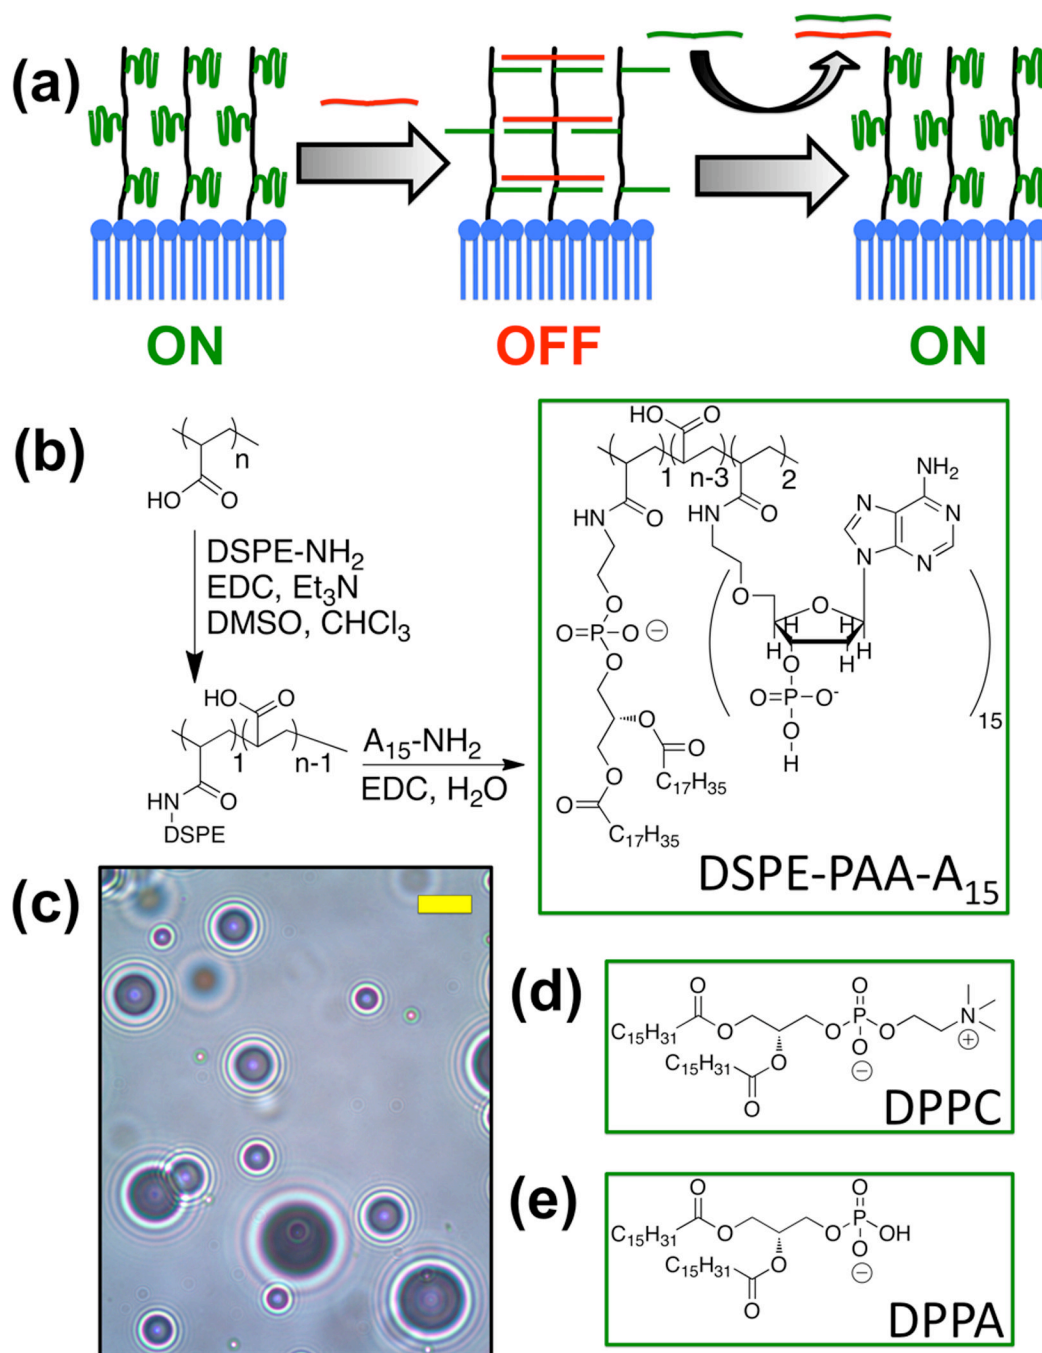 (a)
ON
OFF
ON
(b)
n
HO
O
DSPE-NH2
EDC, Et3N
DMSO, CHCl3
HO
O
1
n-1
HN
O
DSPE
A15-NH2
EDC, H2O
HO
O
1
n-3
2
HN
O
HN
O
NH2
N
N
N
N
O
O
O
O=P-O
⊖
O
H
H
H
H
O
O=P-O-
O
H
15
O
O
C17H35
O
O
C17H35
DSPE-PAA-A15
(c)
(d)
O
O
C15H31
O
O
P
O
N
⊕
O
⊖
C15H31
O
O
DPPC
(e)
O
O
C15H31
O
O
P
OH
O
⊖
C15H31
O
O
DPPA